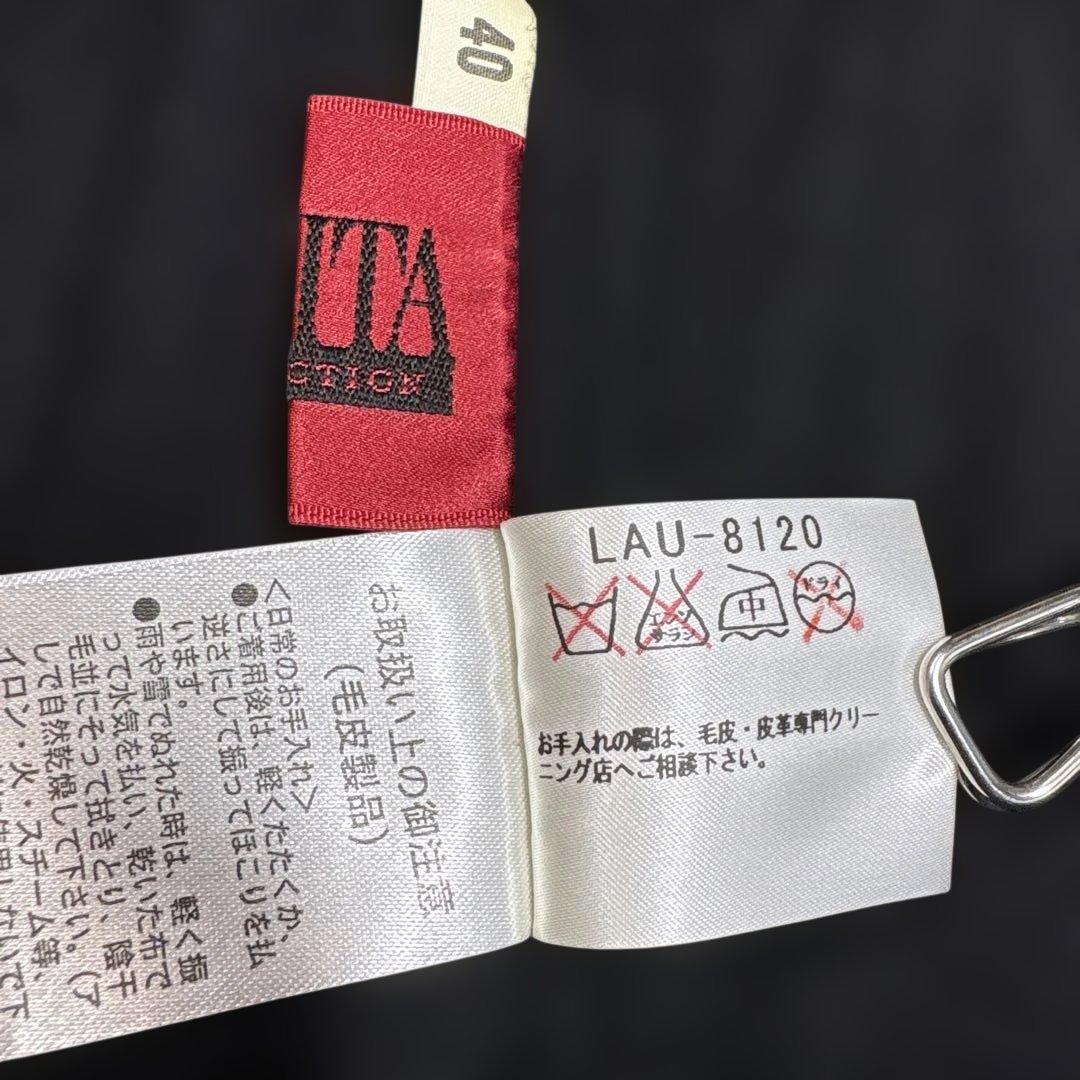 40
TTA
CTION
LAU-8120
エンソ
サラシ
中
ドライ
お手入れの際は、毛皮・皮革専門クリー
ニング店へご相談下さい。
お取扱い上の御注意
(毛皮製品)
<日常のお手入れ>
●ご着用後は、軽くたたくか、
逆さにして振ってほこりを払
います。
●雨や雪でぬれた時は、軽く振
って水気を払い、乾いた布で
毛並にそって拭きとり、陰干
して自然乾燥して下さい。(ア
イロン・火・スチーム等、